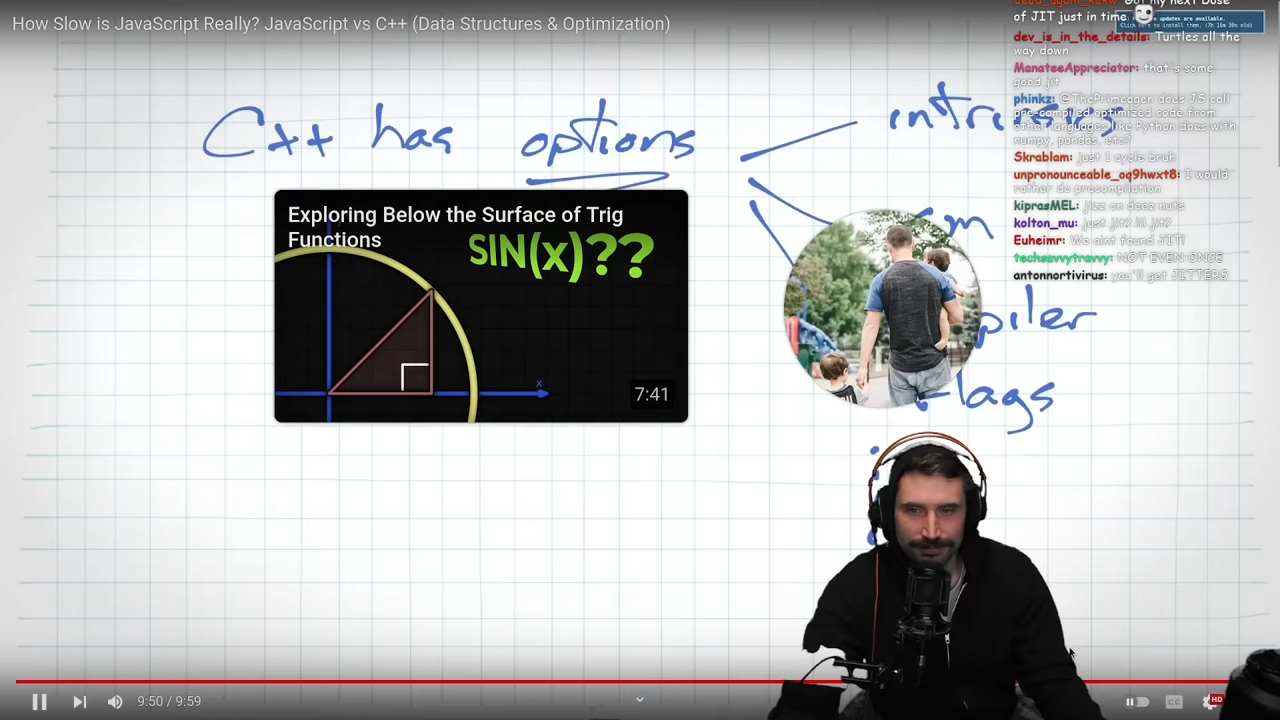 How Slow is JavaScript Really? JavaScript vs C++ (Data Structures & Optimization)
of JIT just in time
updates are available.
dev_is_in_the_details: Turtles all the
way down
ManateeAppreciator: that's some
good jit
phinkz: @ThePrimeagen does JS call
pre-compiled optimized code from
other languages like Python does with
numpy, pandas, etc?
Skrablam: just 1 cycle bruh
unpronounceable_oq9hwxt8: I would
rather do precompilation
kiprasMEL: jizz on deez nuts
kolton_mu: just jit? lil jit?
Euheimr: We aint found JIT!
techsavvytravvy: NOT EVEN ONCE
antonnortivirus: you'll get JITTERS
C++ has options
Exploring Below the Surface of Trig
Functions
SIN(x)??
x
7:41
9:50 / 9:59
CC
HD